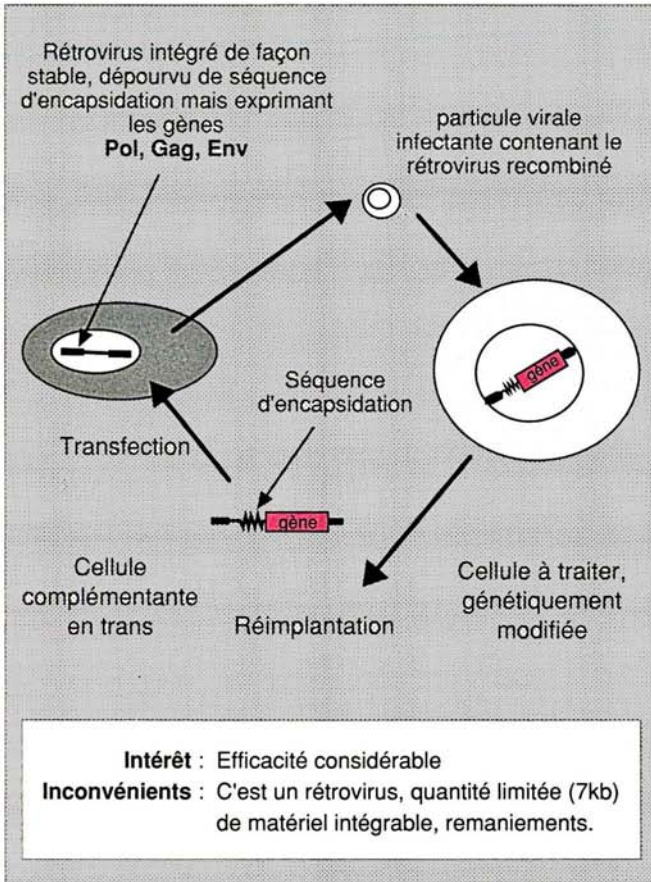 Rétrovirus intégré de façon
stable, dépourvu de séquence
d'encapsidation mais exprimant
les gènes
Pol, Gag, Env
particule virale
infectante contenant le
rétrovirus recombiné
gène
Séquence
d'encapsidation
Transfection
gène
Cellule
complémentante
en trans
Réimplantation
Cellule à traiter,
génétiquement
modifiée
Intérêt : Efficacité considérable
Inconvénients : C'est un rétrovirus, quantité limitée (7kb)
de matériel intégrable, remaniements.